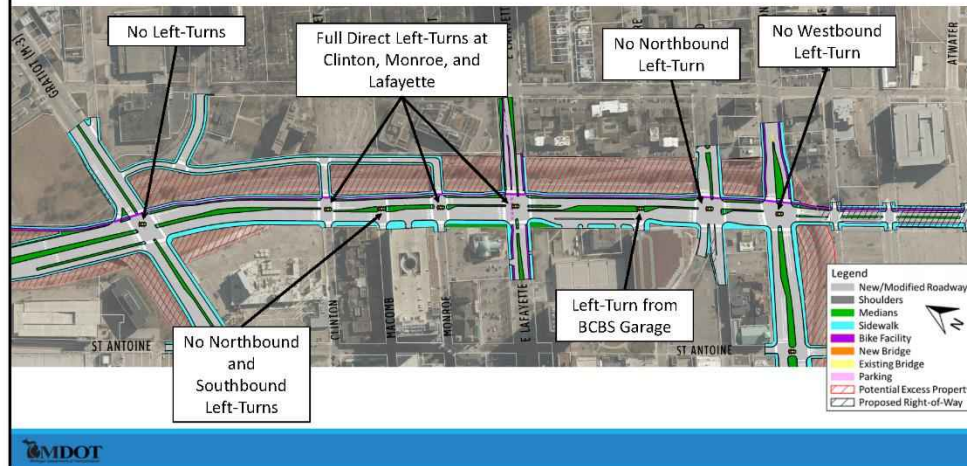 No Left-Turns
Full Direct Left-Turns at
Clinton, Monroe, and
Lafayette
No Northbound
Left-Turn
No Westbound
Left-Turn
GRATIOT (M-3)
ATWATER
CLINTON
MACOMB
MONROE
E LAFAYETTE
ST ANTOINE
ST ANTOINE
No Northbound
and
Southbound
Left-Turns
Left-Turn from
BCBS Garage
Legend
New/Modified Roadway
Shoulders
Medians
Sidewalk
Bike Facility
New Bridge
Existing Bridge
Parking
Potential Excess Propert
Proposed Right-of-Way
N
MDOT